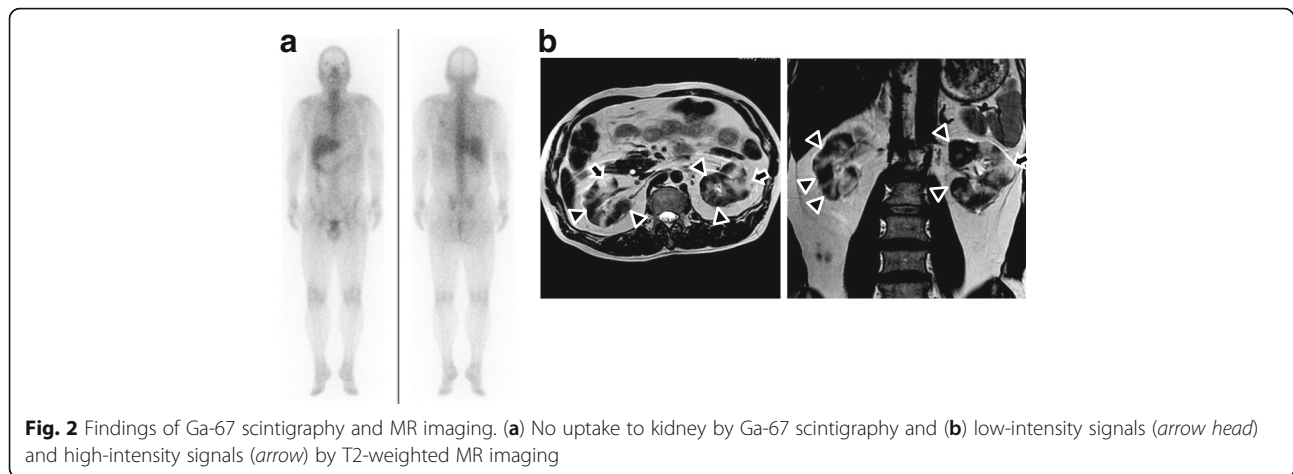 a
b
Fig. 2 Findings of Ga-67 scintigraphy and MR imaging. (a) No uptake to kidney by Ga-67 scintigraphy and (b) low-intensity signals (arrow head)
and high-intensity signals (arrow) by T2-weighted MR imaging